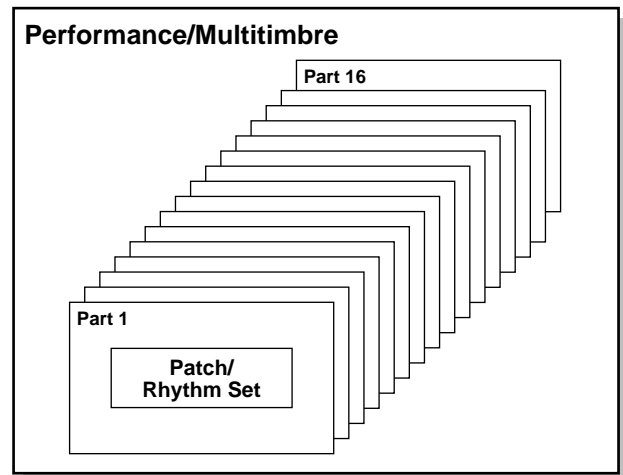 Performance/Multitimbre
Part 16
Part 1
Patch/
Rhythm Set